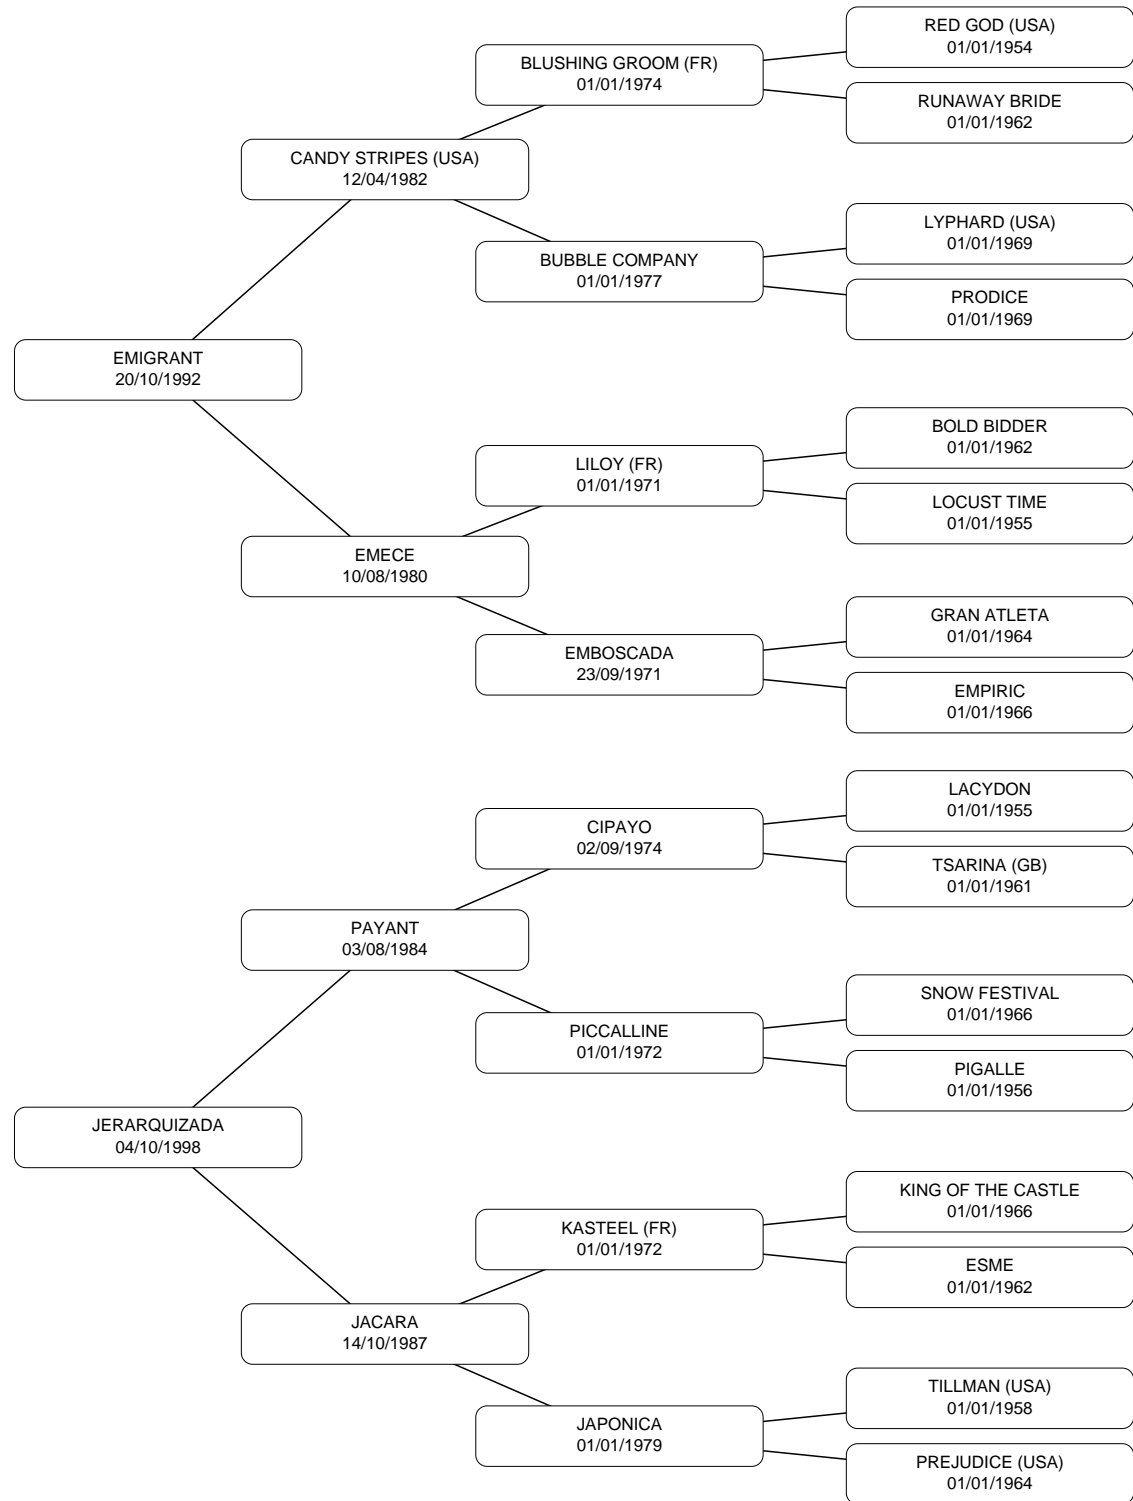 RED GOD (USA)
01/01/1954
BLUSHING GROOM (FR)
01/01/1974
RUNAWAY BRIDE
01/01/1962
CANDY STRIPES (USA)
12/04/1982
LYPHARD (USA)
01/01/1969
BUBBLE COMPANY
01/01/1977
PRODICE
01/01/1969
EMIGRANT
20/10/1992
BOLD BIDDER
01/01/1962
LILOY (FR)
01/01/1971
LOCUST TIME
01/01/1955
EMECE
10/08/1980
GRAN ATLETA
01/01/1964
EMBOSCADA
23/09/1971
EMPIRIC
01/01/1966
LACYDON
01/01/1955
CIPAYO
02/09/1974
TSARINA (GB)
01/01/1961
PAYANT
03/08/1984
SNOW FESTIVAL
01/01/1966
PICCALLINE
01/01/1972
PIGALLE
01/01/1956
JERARQUIZADA
04/10/1998
KING OF THE CASTLE
01/01/1966
KASTEEL (FR)
01/01/1972
ESME
01/01/1962
JACARA
14/10/1987
TILLMAN (USA)
01/01/1958
JAPONICA
01/01/1979
PREJUDICE (USA)
01/01/1964